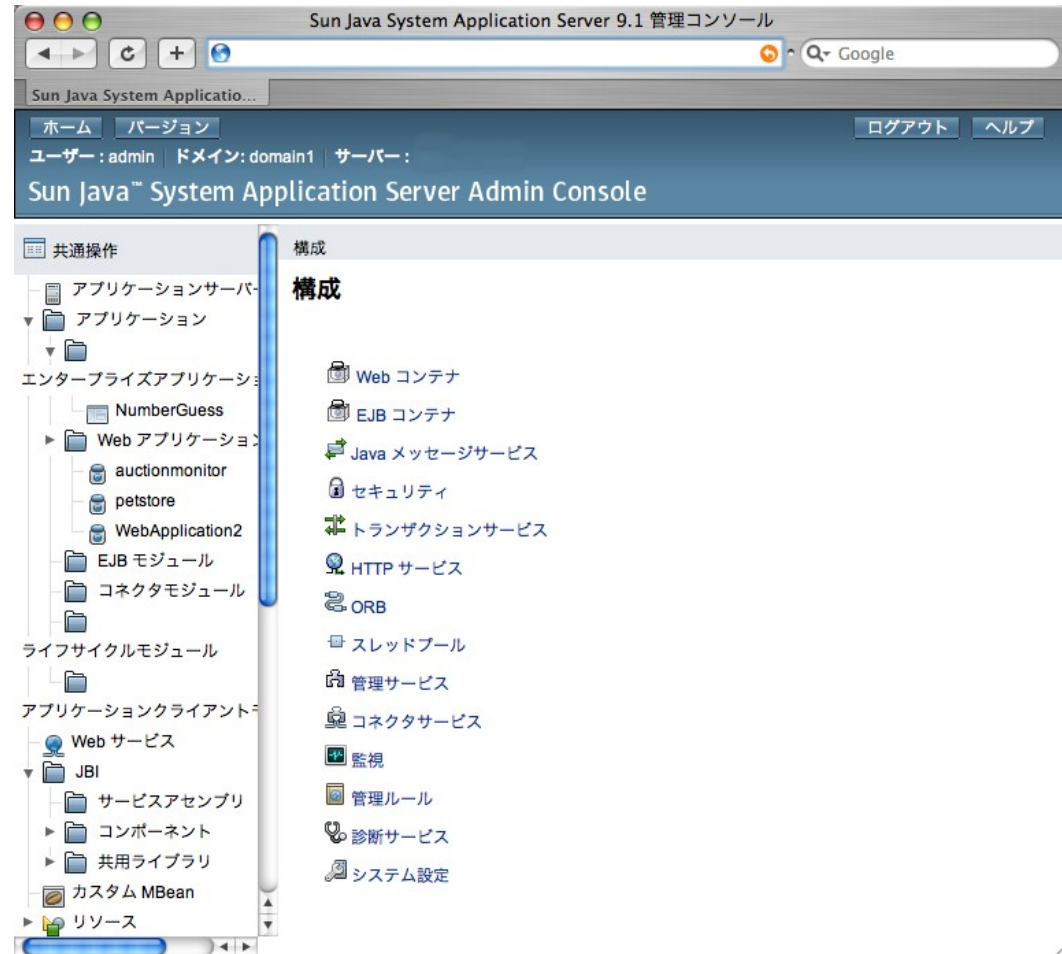 Sun Java System Application Server 9.1 管理コンソール
Google
Sun Java System Applicatio...
ホーム バージョン ログアウト ヘルプ
ユーザー : admin ドメイン: domain1 サーバー :
Sun Java™ System Application Server Admin Console
共通操作
アプリケーションサーバー
アプリケーション
エンタープライズアプリケーショ
NumberGuess
Web アプリケーション
auctionmonitor
petstore
WebApplication2
EJB モジュール
コネクタモジュール
ライフサイクルモジュール
アプリケーションクライアントモ
Web サービス
JBI
サービスアセンブリ
コンポーネント
共用ライブラリ
カスタム MBean
リソース
構成
構成
Web コンテナ
EJB コンテナ
Java メッセージサービス
セキュリティ
トランザクションサービス
HTTP サービス
ORB
スレッドプール
管理サービス
コネクタサービス
監視
管理ルール
診断サービス
システム設定